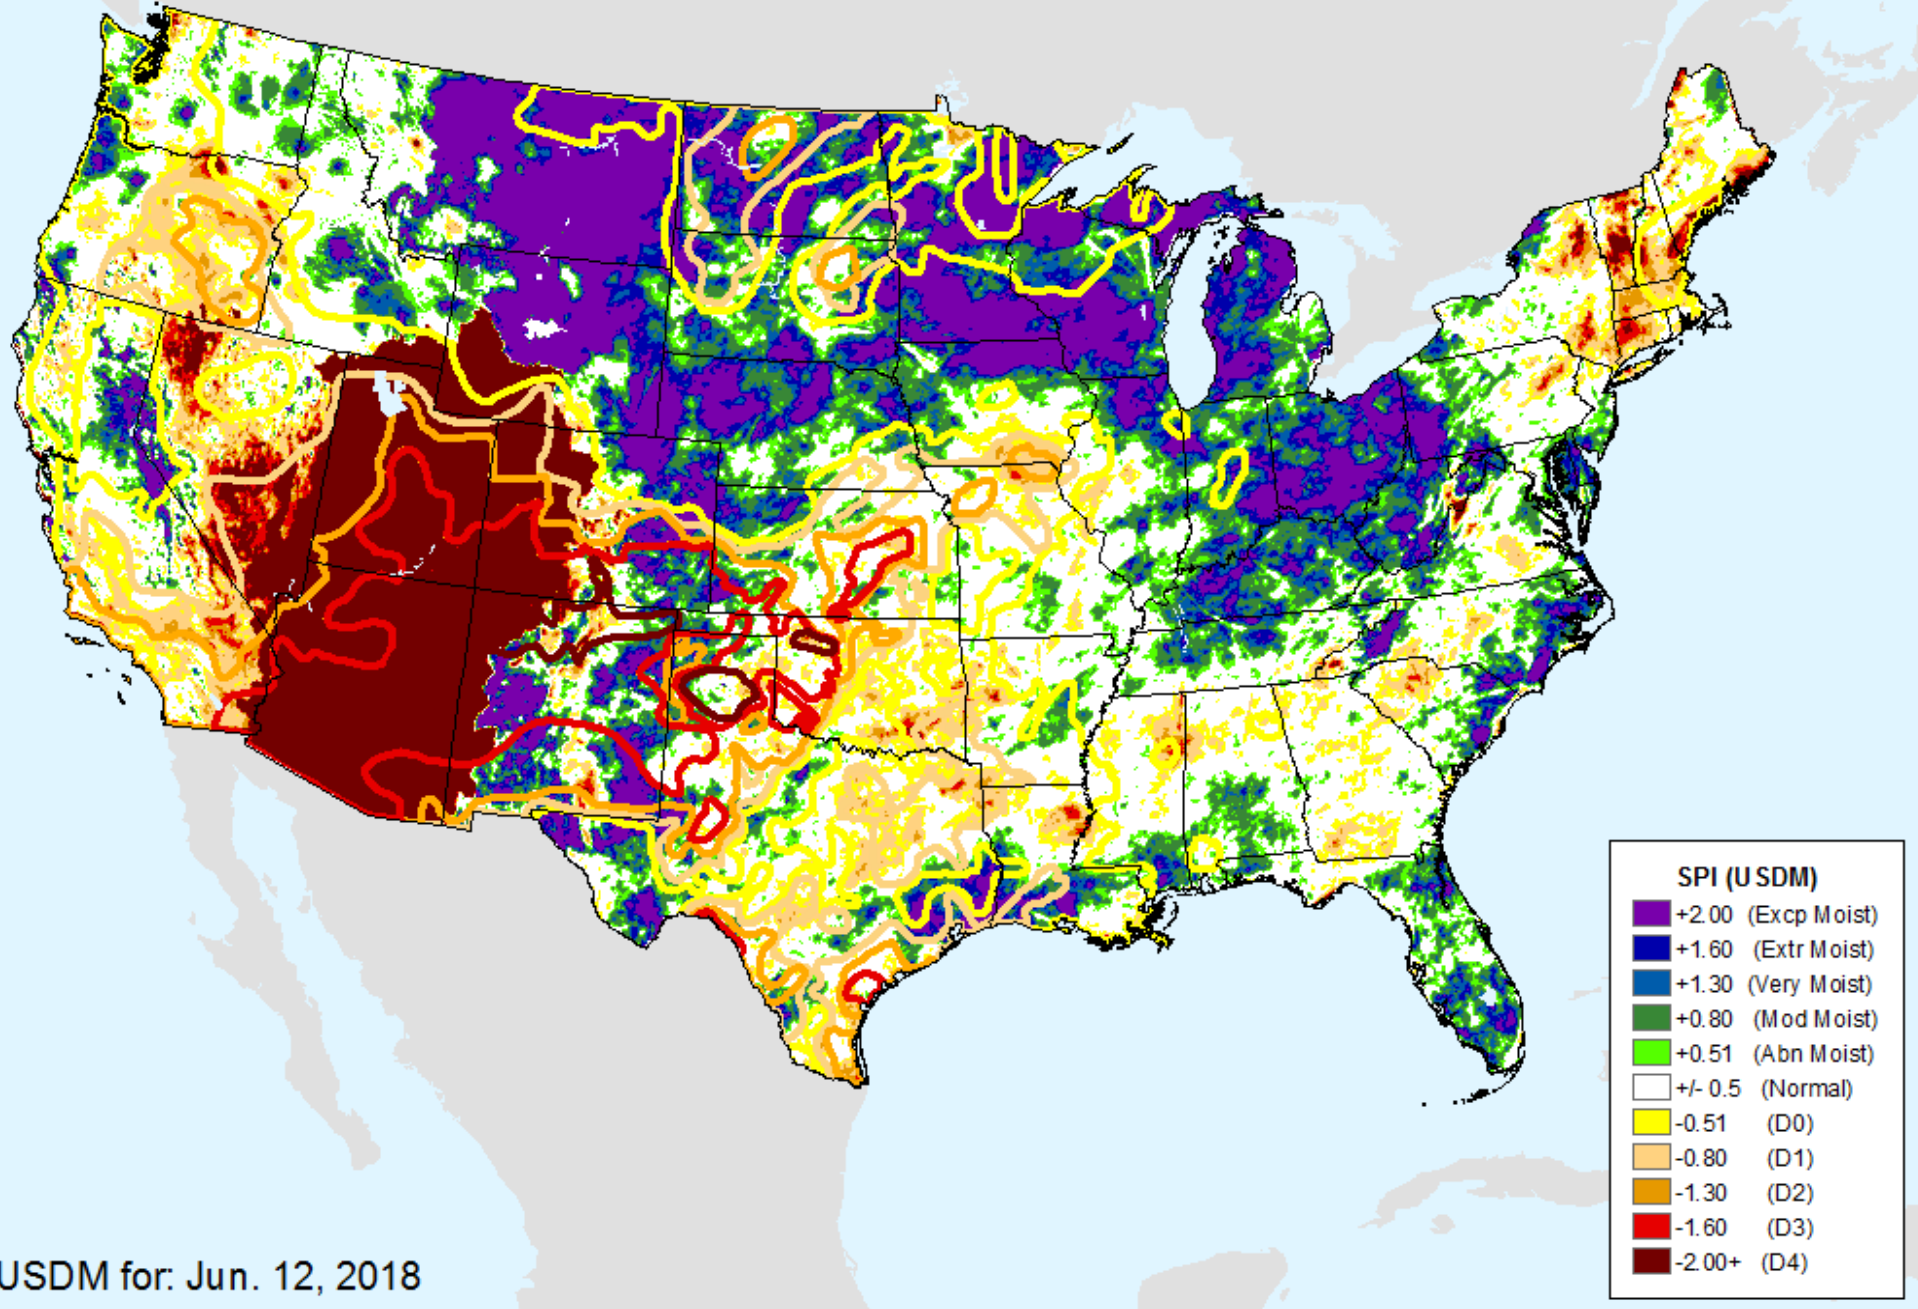 SPI (USDM)
+2.00 (Excp Moist)
+1.60 (Extr Moist)
+1.30 (Very Moist)
+0.80 (Mod Moist)
+0.51 (Abn Moist)
+/- 0.5 (Normal)
-0.51 (D0)
-0.80 (D1)
-1.30 (D2)
-1.60 (D3)
-2.00+ (D4)
USDM for: Jun. 12, 2018